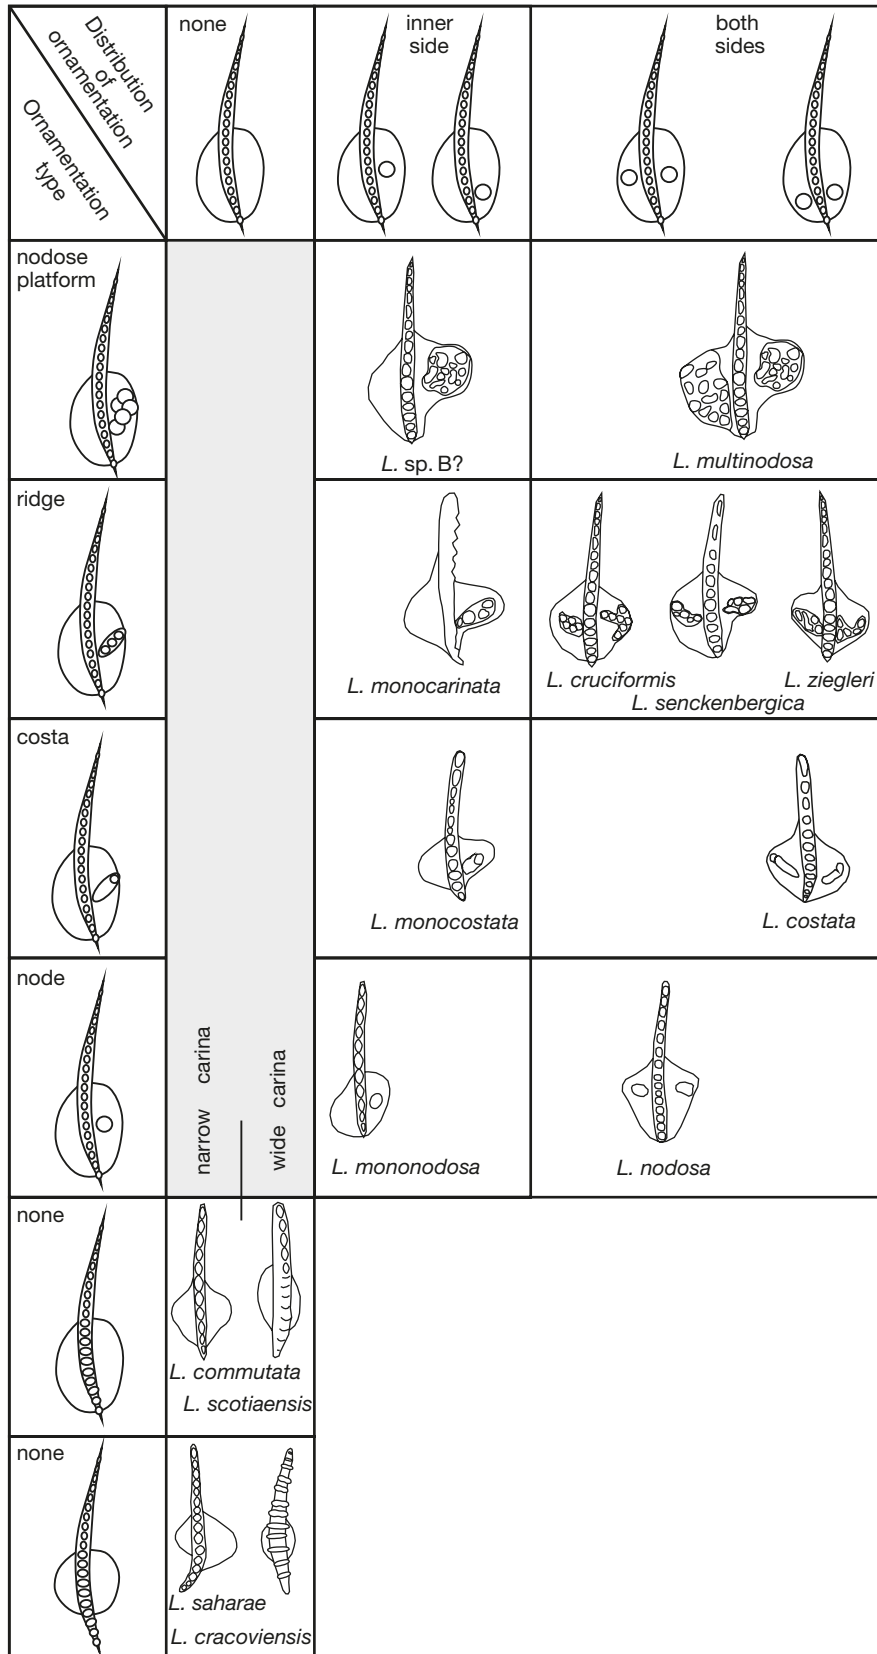 Distribution
of
ornamentation
Ornamentation
type
none
inner
side
both
sides
nodose
platform
L. sp. B?
L. multinodosa
ridge
L. monocarinata
L. cruciformis
L. senckenbergica
L. ziegleri
costa
L. monocostata
L. costata
node
narrow carina
wide carina
L. mononodosa
L. nodosa
none
L. commutata
L. scotiaensis
none
L. saharae
L. cracoviensis